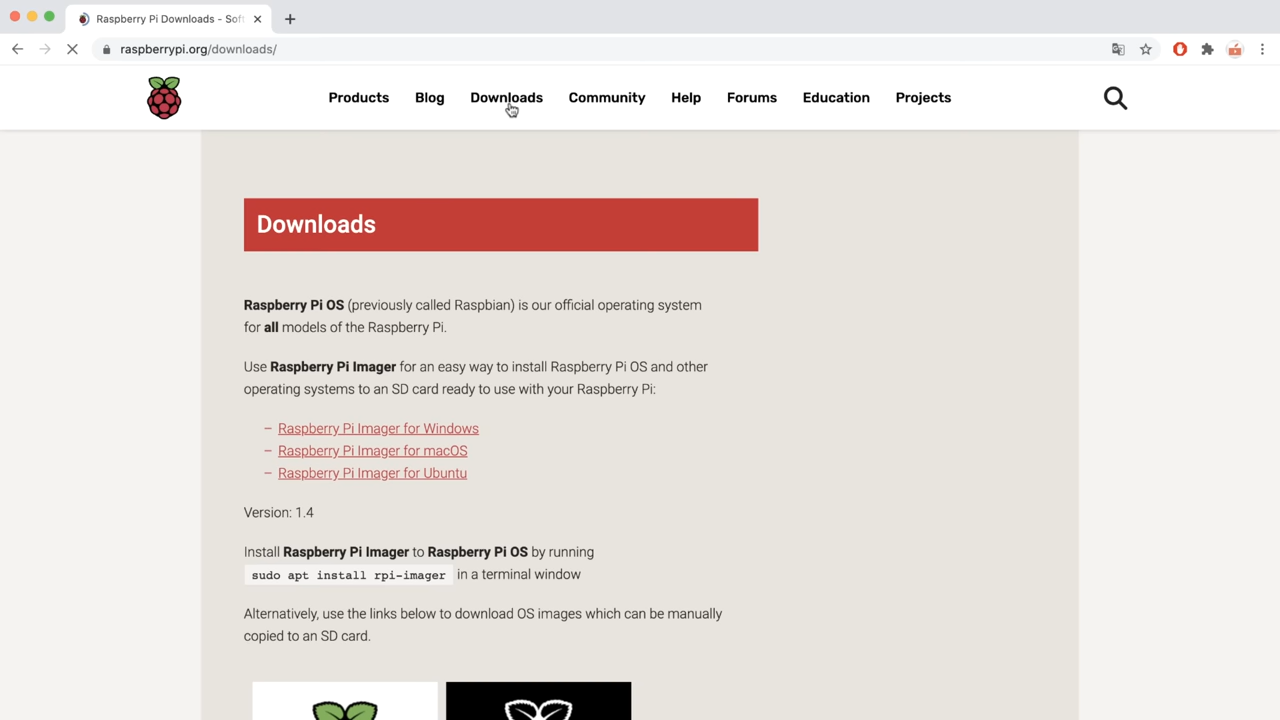 Raspberry Pi Downloads - Sof
raspberrypi.org/downloads/
Products Blog Downloads Community Help Forums Education Projects
Downloads
Raspberry Pi OS (previously called Raspbian) is our official operating system
for all models of the Raspberry Pi.
Use Raspberry Pi Imager for an easy way to install Raspberry Pi OS and other
operating systems to an SD card ready to use with your Raspberry Pi:
– Raspberry Pi Imager for Windows
– Raspberry Pi Imager for macOS
– Raspberry Pi Imager for Ubuntu
Version: 1.4
Install Raspberry Pi Imager to Raspberry Pi OS by running
sudo apt install rpi-imager in a terminal window
Alternatively, use the links below to download OS images which can be manually
copied to an SD card.